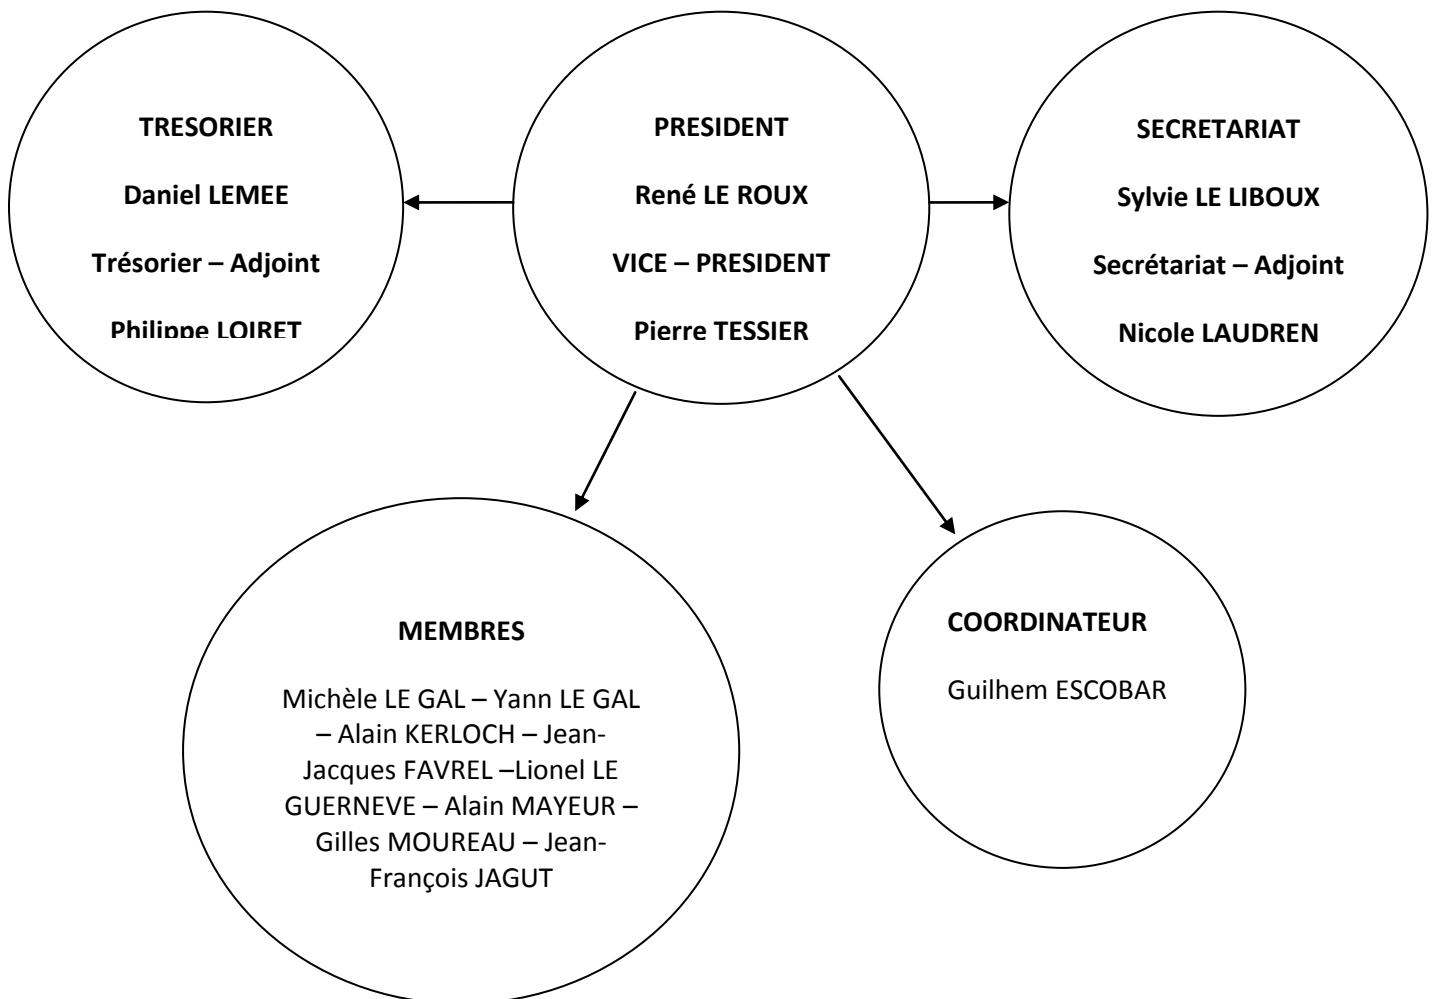 TRESORIER
Daniel LEMEE
Trésorier – Adjoint
Philippe LOIRET
PRESIDENT
René LE ROUX
VICE – PRESIDENT
Pierre TESSIER
SECRETARIAT
Sylvie LE LIBOUX
Secrétariat – Adjoint
Nicole LAUDREN
MEMBRES
Michèle LE GAL – Yann LE GAL
– Alain KERLOCH – Jean-
Jacques FAVREL –Lionel LE
GUERNEVE – Alain MAYEUR –
Gilles MOUREAU – Jean-
François JAGUT
COORDINATEUR
Guilhem ESCOBAR